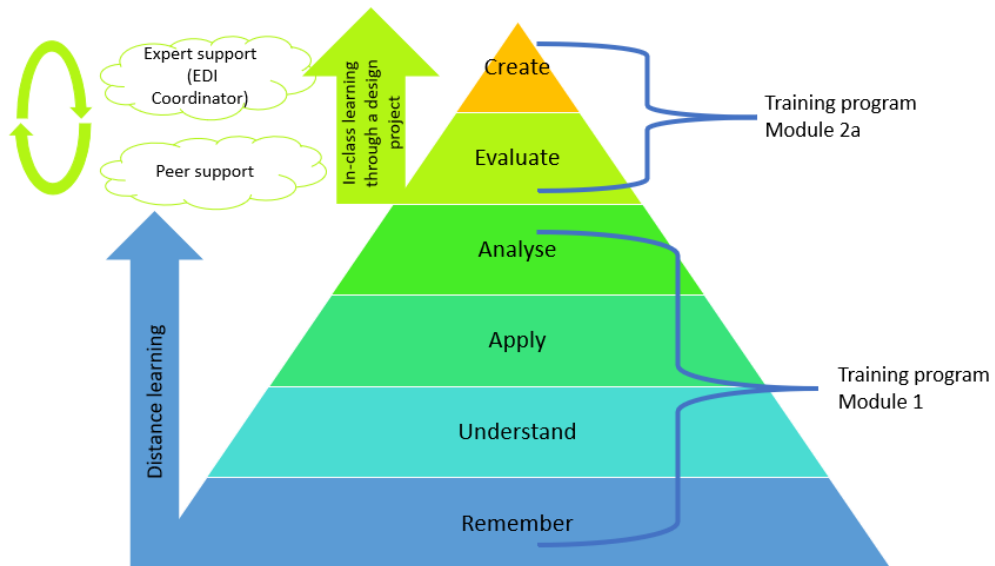 Expert support
(EDI
Coordinator)
Peer support
In-class learning
through a design
project
Distance learning
Create
Evaluate
Analyse
Apply
Understand
Remember
Training program
Module 2a
Training program
Module 1